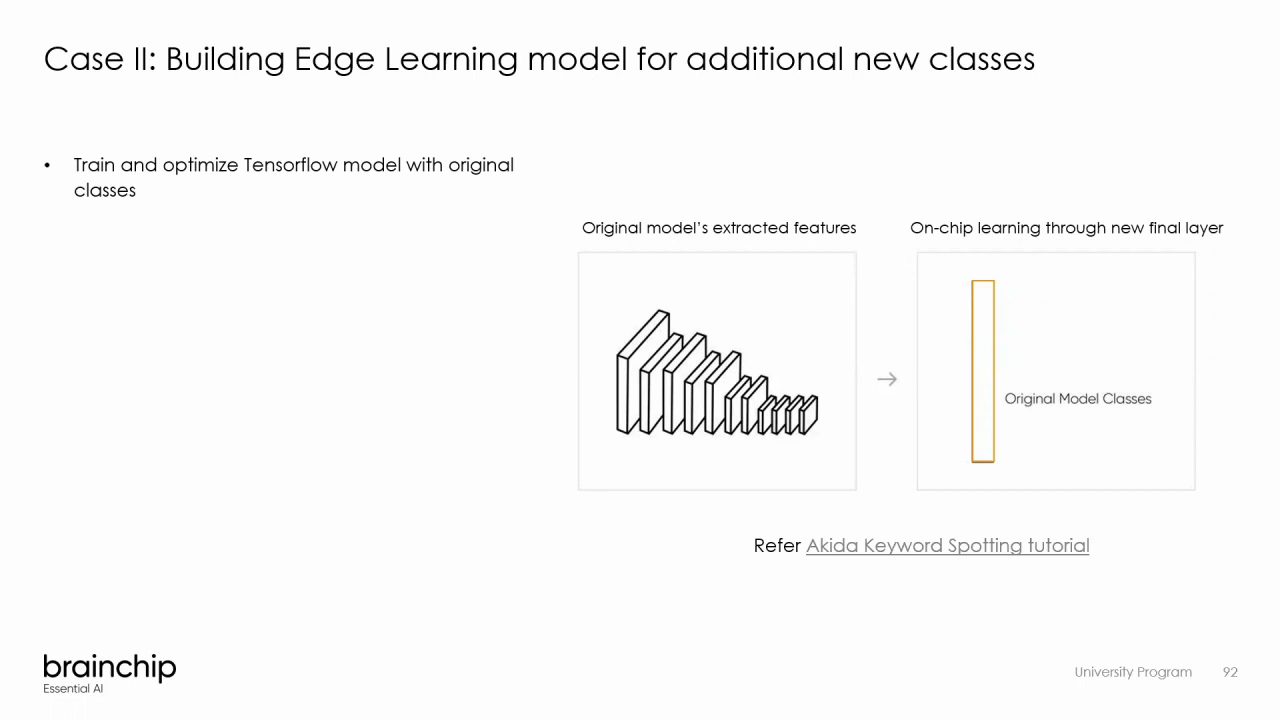 Case II: Building Edge Learning model for additional new classes
• Train and optimize Tensorflow model with original
classes
Original model's extracted features
On-chip learning through new final layer
Original Model Classes
Refer Akida Keyword Spotting tutorial
brainchip
Essential AI
University Program 92